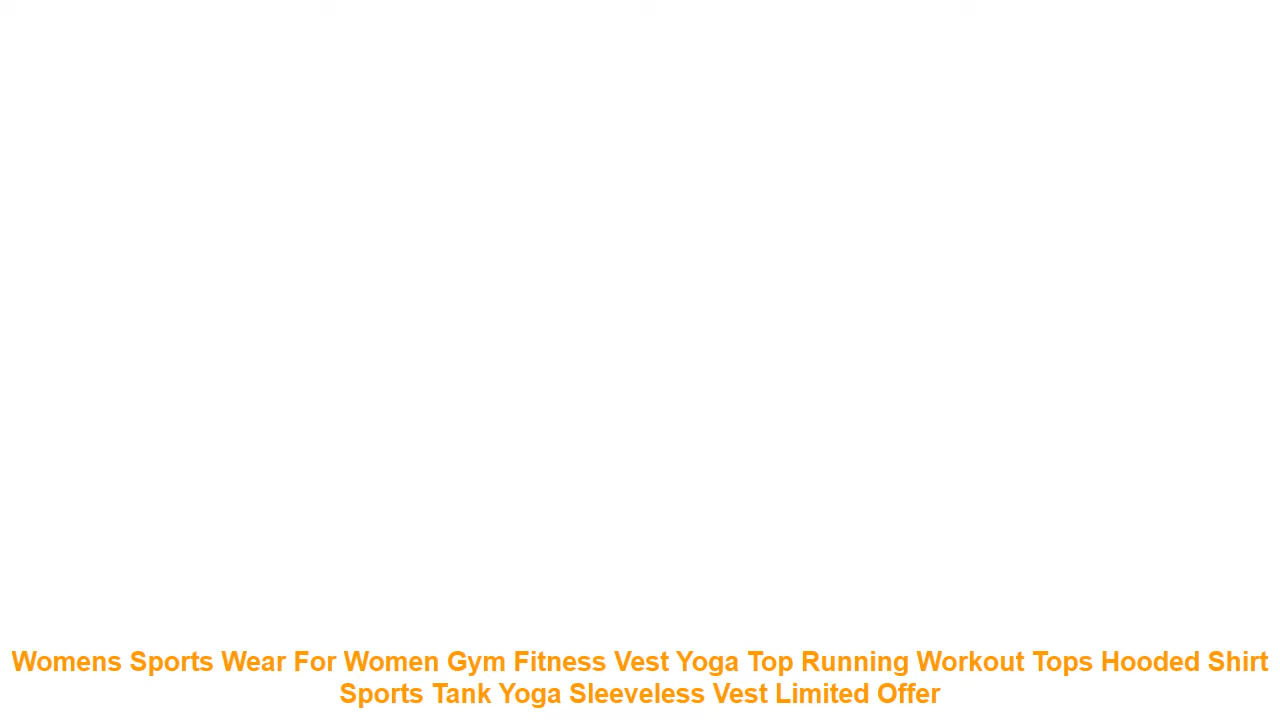 Womens Sports Wear For Women Gym Fitness Vest Yoga Top Running Workout Tops Hooded Shirt
Sports Tank Yoga Sleeveless Vest Limited Offer